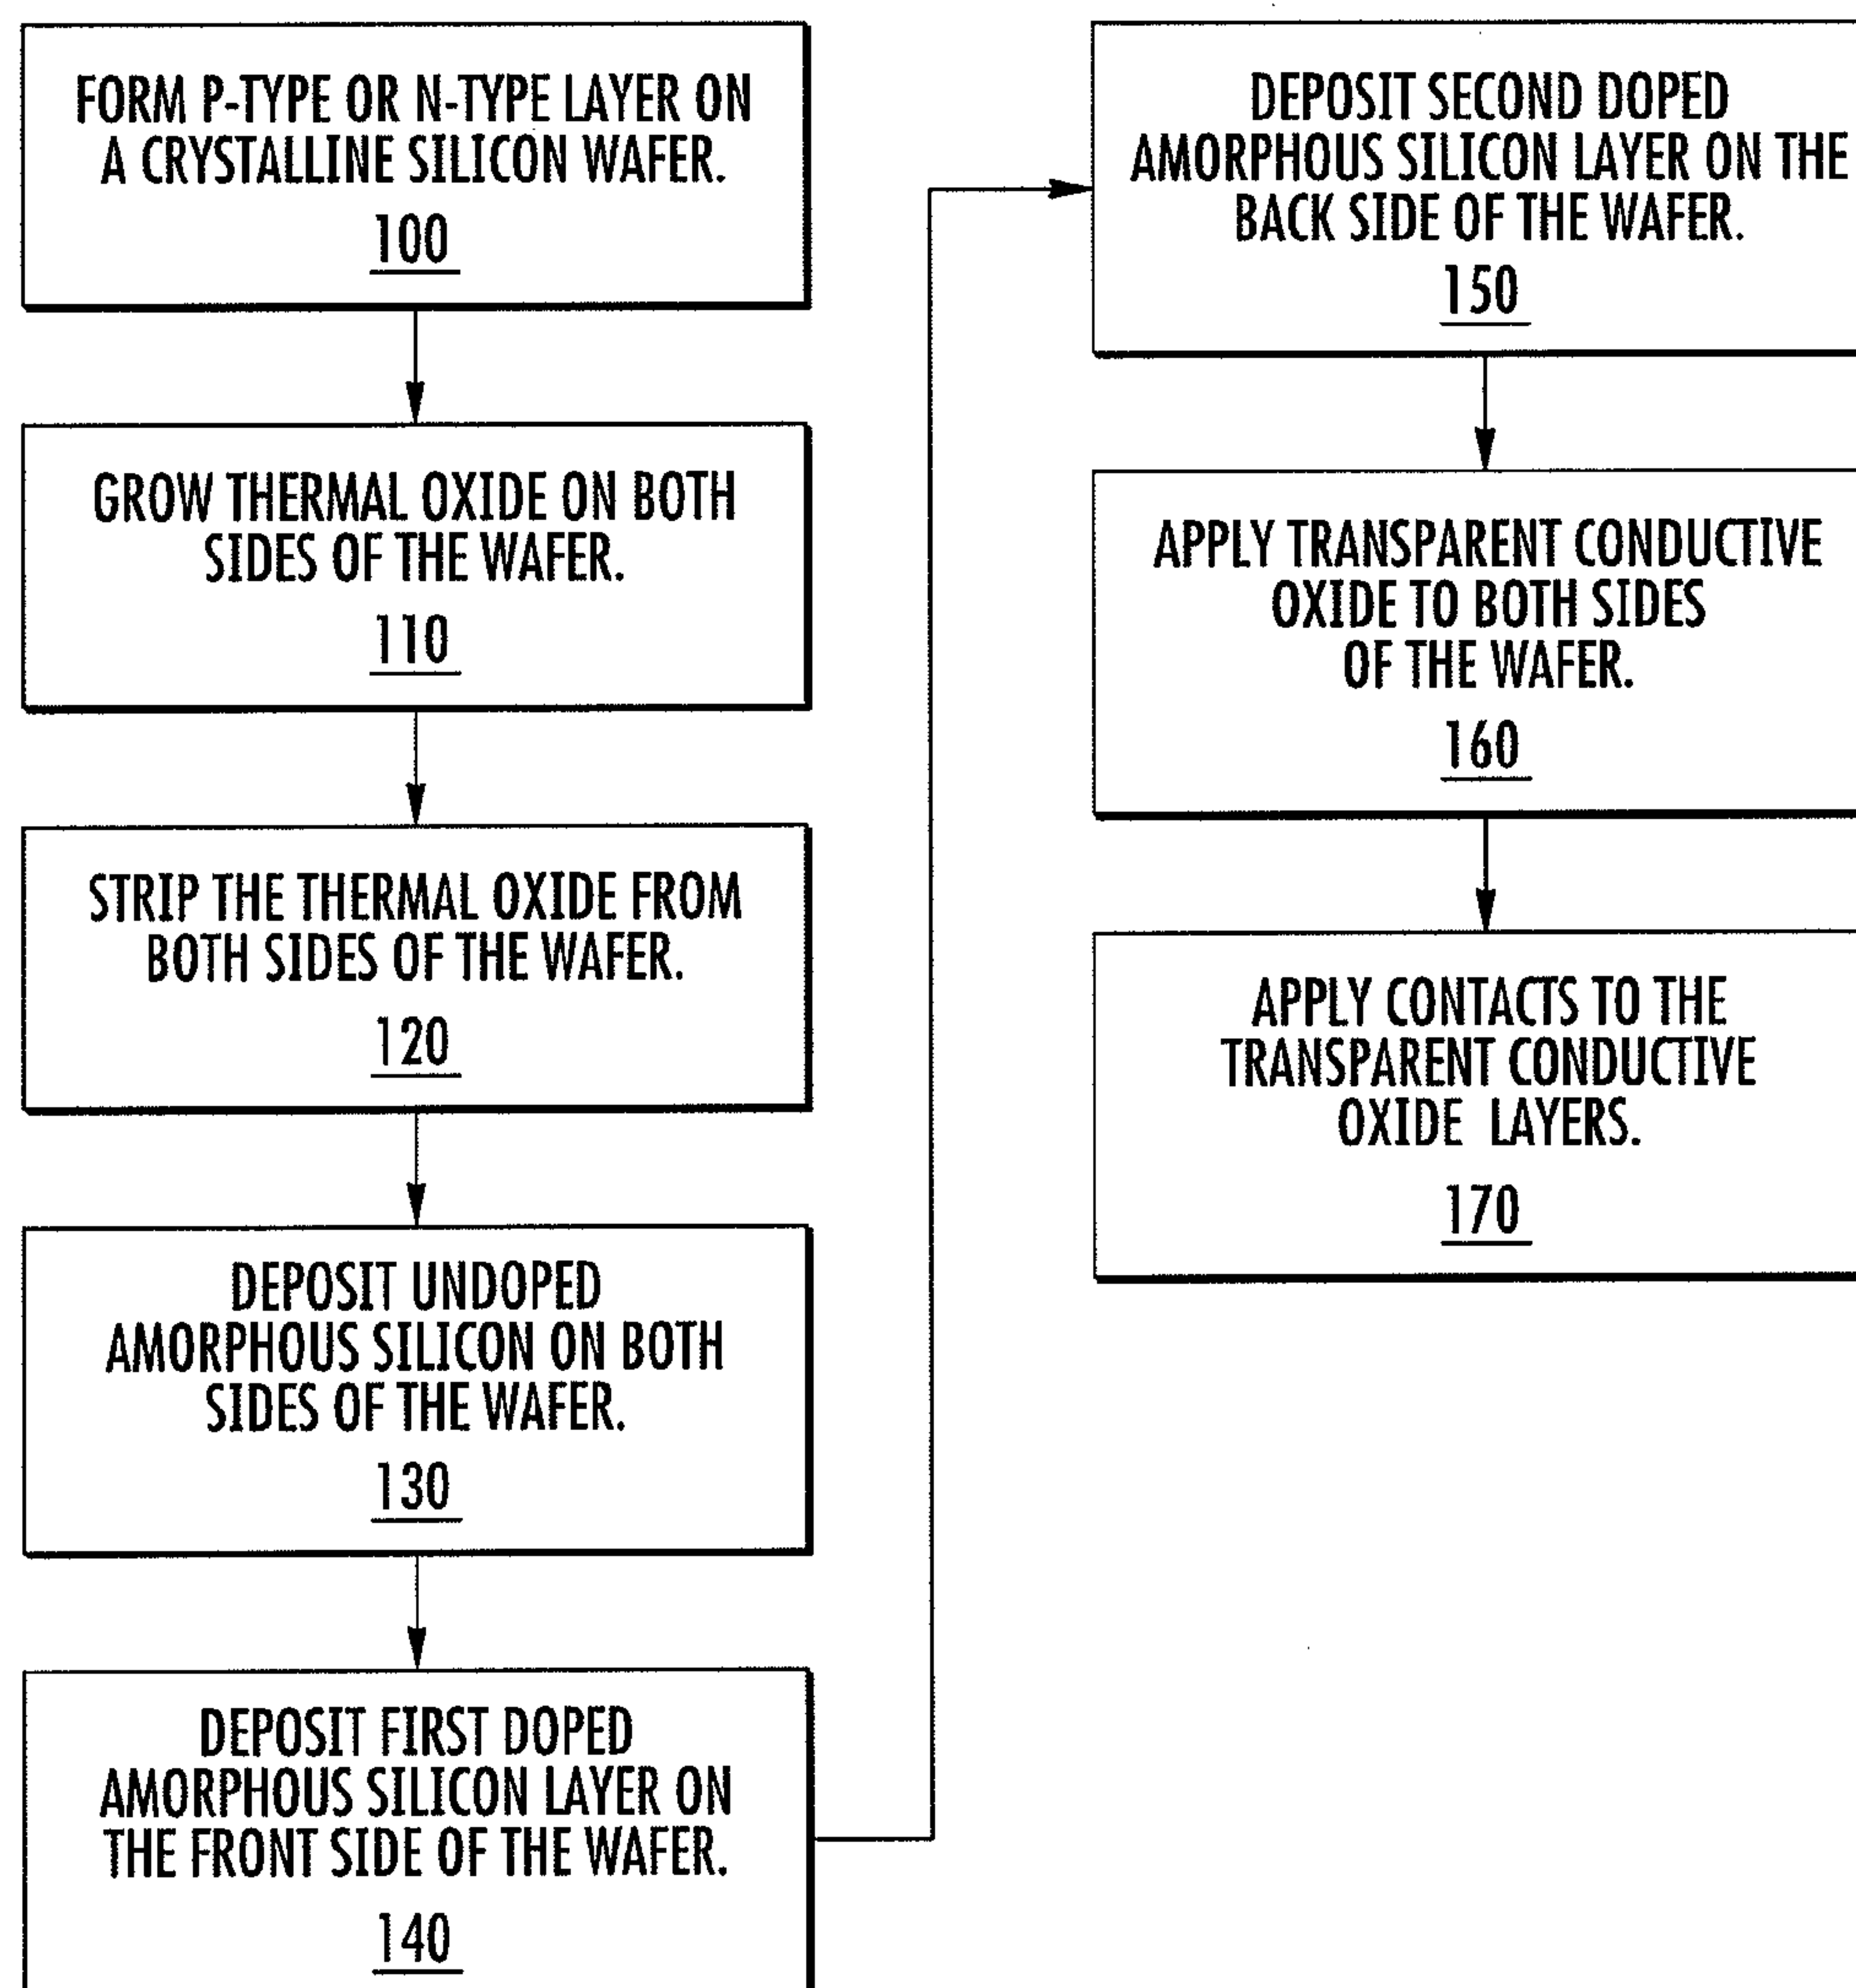 FORM P-TYPE OR N-TYPE LAYER ON
A CRYSTALLINE SILICON WAFER.
100
GROW THERMAL OXIDE ON BOTH
SIDES OF THE WAFER.
110
STRIP THE THERMAL OXIDE FROM
BOTH SIDES OF THE WAFER.
120
DEPOSIT UNDOPED
AMORPHOUS SILICON ON BOTH
SIDES OF THE WAFER.
130
DEPOSIT FIRST DOPED
AMORPHOUS SILICON LAYER ON
THE FRONT SIDE OF THE WAFER.
140
DEPOSIT SECOND DOPED
AMORPHOUS SILICON LAYER ON THE
BACK SIDE OF THE WAFER.
150
APPLY TRANSPARENT CONDUCTIVE
OXIDE TO BOTH SIDES
OF THE WAFER.
160
APPLY CONTACTS TO THE
TRANSPARENT CONDUCTIVE
OXIDE LAYERS.
170